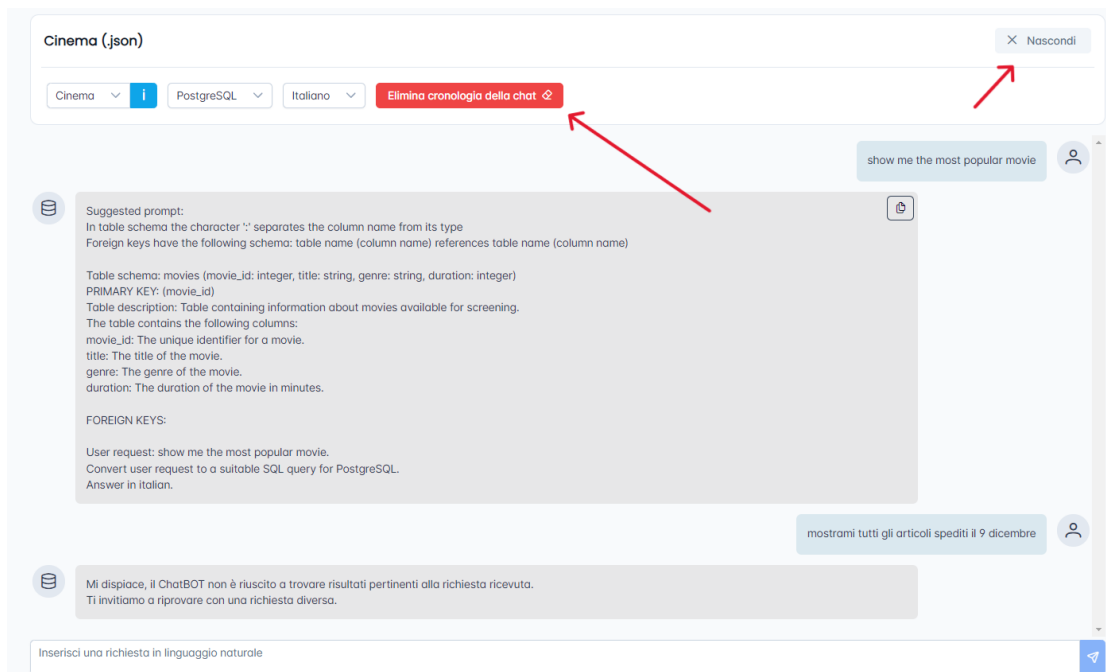 Cinema (.json)
Nascondi
Cinema
i
PostgreSQL
Italiano
Elimina cronologia della chat
show me the most popular movie
Suggested prompt:
In table schema the character ':' separates the column name from its type
Foreign keys have the following schema: table name (column name) references table name (column name)
Table schema: movies (movie_id: integer, title: string, genre: string, duration: integer)
PRIMARY KEY: (movie_id)
Table description: Table containing information about movies available for screening.
The table contains the following columns:
movie_id: The unique identifier for a movie.
title: The title of the movie.
genre: The genre of the movie.
duration: The duration of the movie in minutes.
FOREIGN KEYS:
User request: show me the most popular movie.
Convert user request to a suitable SQL query for PostgreSQL.
Answer in italian.
mostrami tutti gli articoli spediti il 9 dicembre
Mi dispiace, il ChatBOT non è riuscito a trovare risultati pertinenti alla richiesta ricevuta.
Ti invitiamo a riprovare con una richiesta diversa.
Inserisci una richiesta in linguaggio naturale